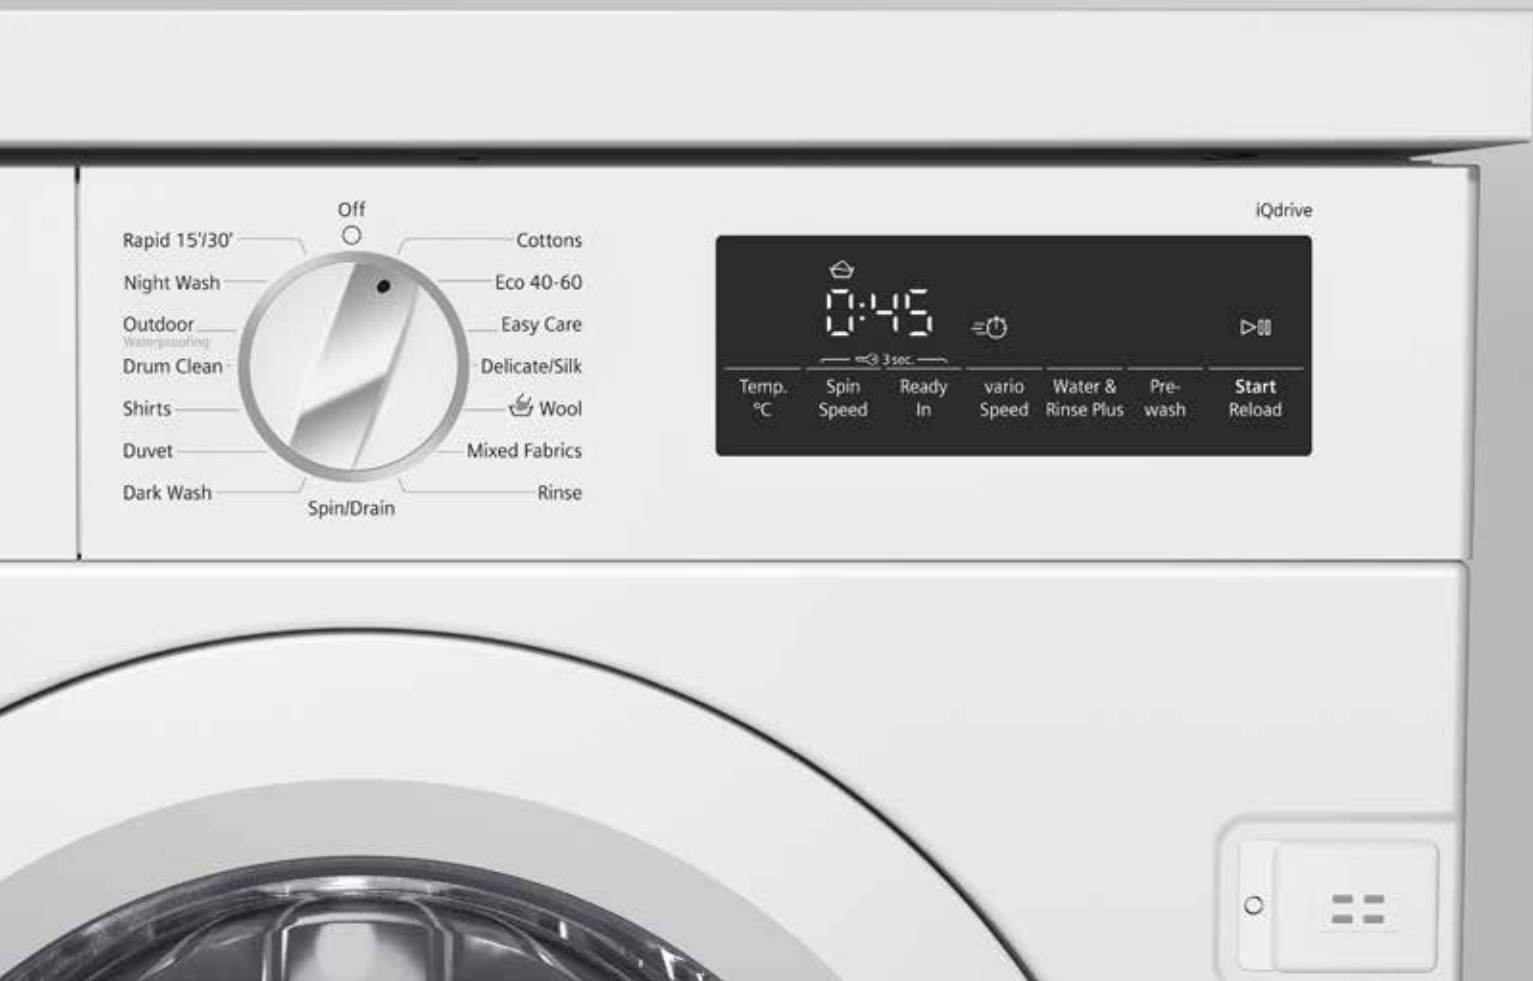 Off
Rapid 15'/30'
Night Wash
Outdoor
Waterproofing
Drum Clean
Shirts
Duvet
Dark Wash
Spin/Drain
Cottons
Eco 40-60
Easy Care
Delicate/Silk
Wool
Mixed Fabrics
Rinse
iQdrive
0:45
3 sec.
Temp.
°C
Spin
Speed
Ready
In
vario
Speed
Water &
Rinse Plus
Pre-
wash
Start
Reload